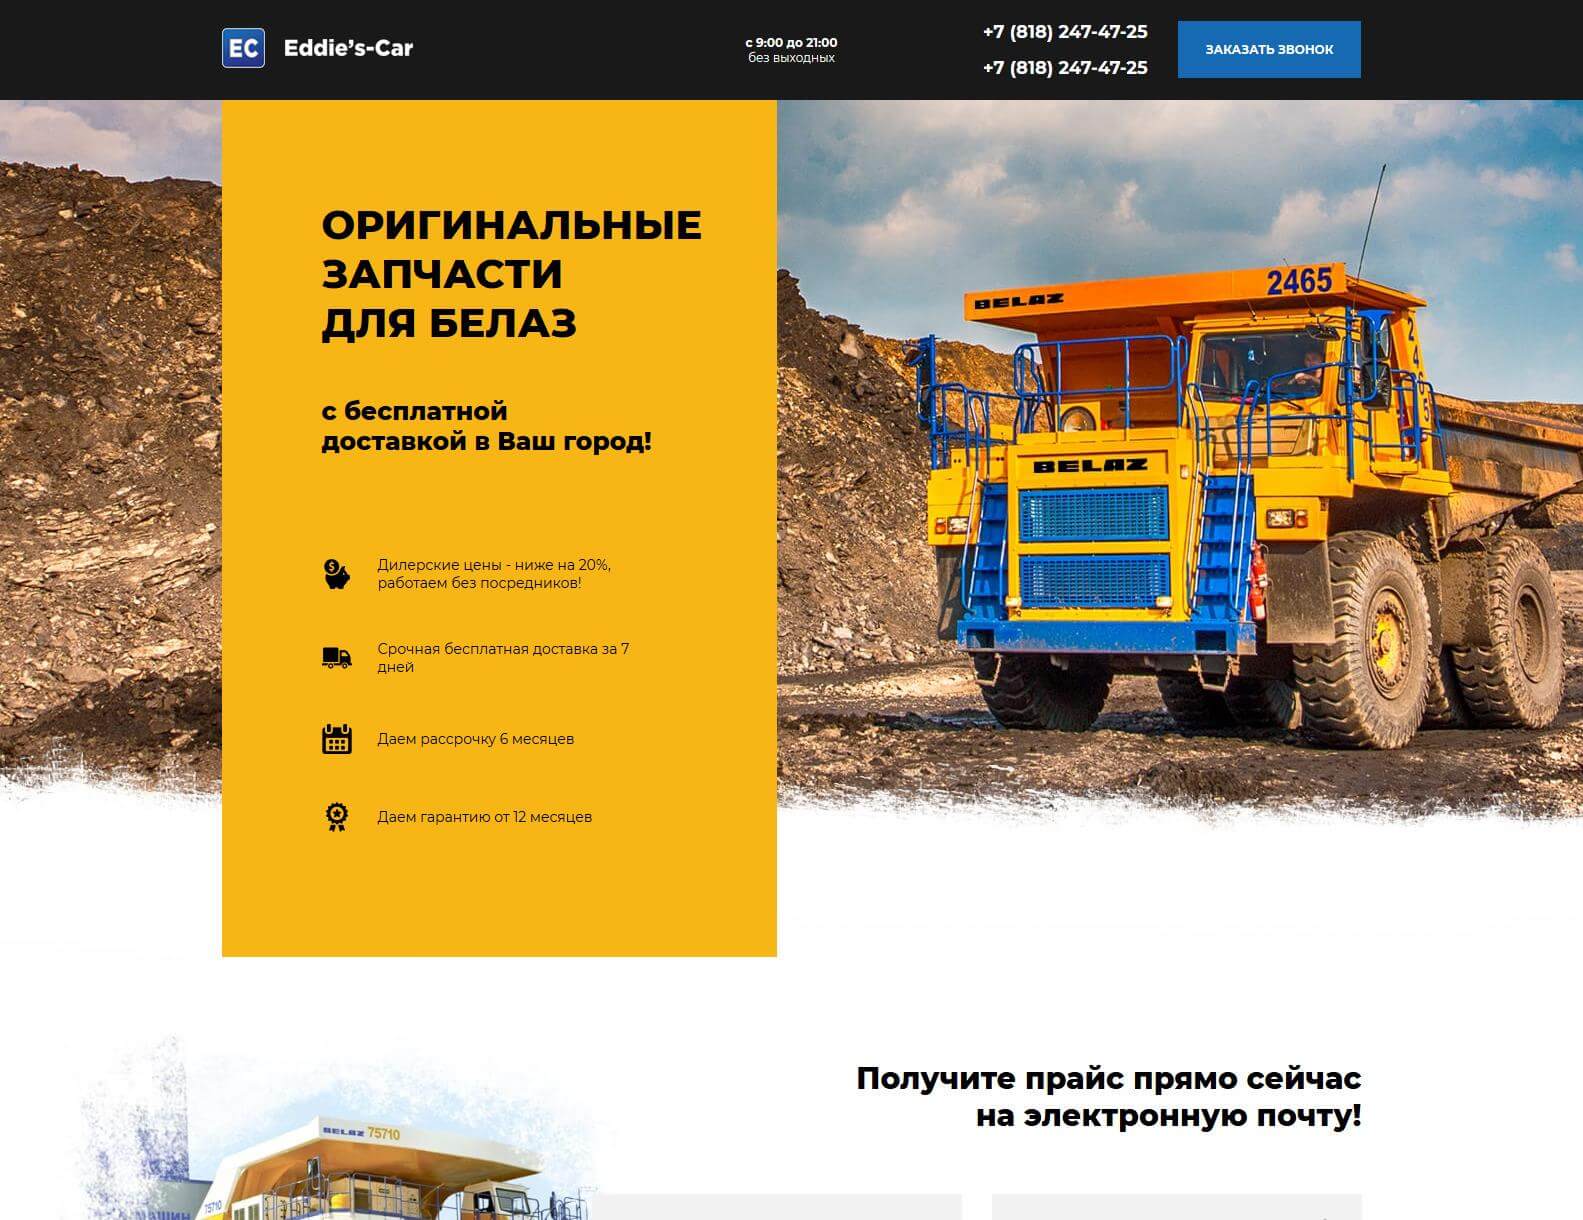 EC
Eddie's-Car
с 9:00 до 21:00
без выходных
+7 (818) 247-47-25
+7 (818) 247-47-25
ЗАКАЗАТЬ ЗВОНОК
ОРИГИНАЛЬНЫЕ
ЗАПЧАСТИ
ДЛЯ БЕЛАЗ
с бесплатной
доставкой в Ваш город!
Дилерские цены - ниже на 20%,
работаем без посредников!
Срочная бесплатная доставка за 7
дней
Даем рассрочку 6 месяцев
Даем гарантию от 12 месяцев
BELAZ
2465
2465
BELAZ
Получите прайс прямо сейчас
на электронную почту!
BELAZ 75710
75710